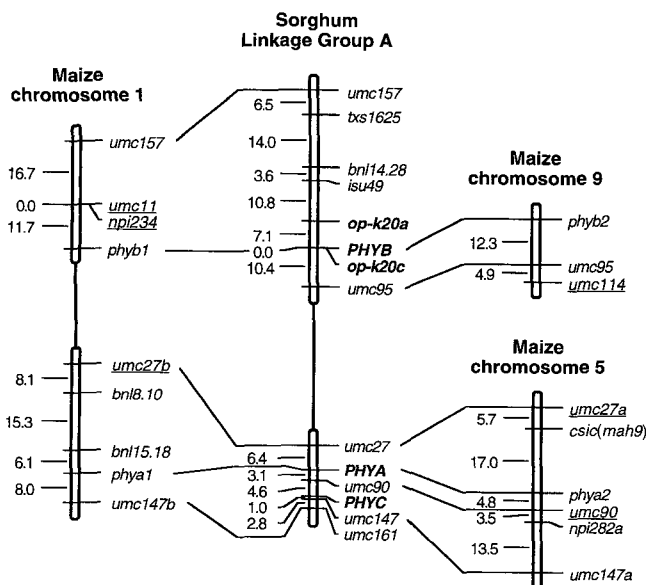 Sorghum
Linkage Group A
Maize
chromosome 1
umc157
16.7
0.0
umc11
npi234
11.7
phyb1
umc27b
8.1
bnl8.10
15.3
bnl15.18
6.1
phya1
8.0
umc147b
umc157
6.5
txs1625
14.0
bnl14.28
3.6
isu49
10.8
op-k20a
7.1
PHYB
0.0
op-k20c
10.4
umc95
umc27
6.4
PHYA
3.1
umc90
4.6
PHYC
1.0
umc147
2.8
umc161
Maize
chromosome 9
phyb2
12.3
umc95
4.9
umc114
Maize
chromosome 5
umc27a
5.7
csic(mah9)
17.0
phya2
4.8
umc90
3.5
npi282a
13.5
umc147a